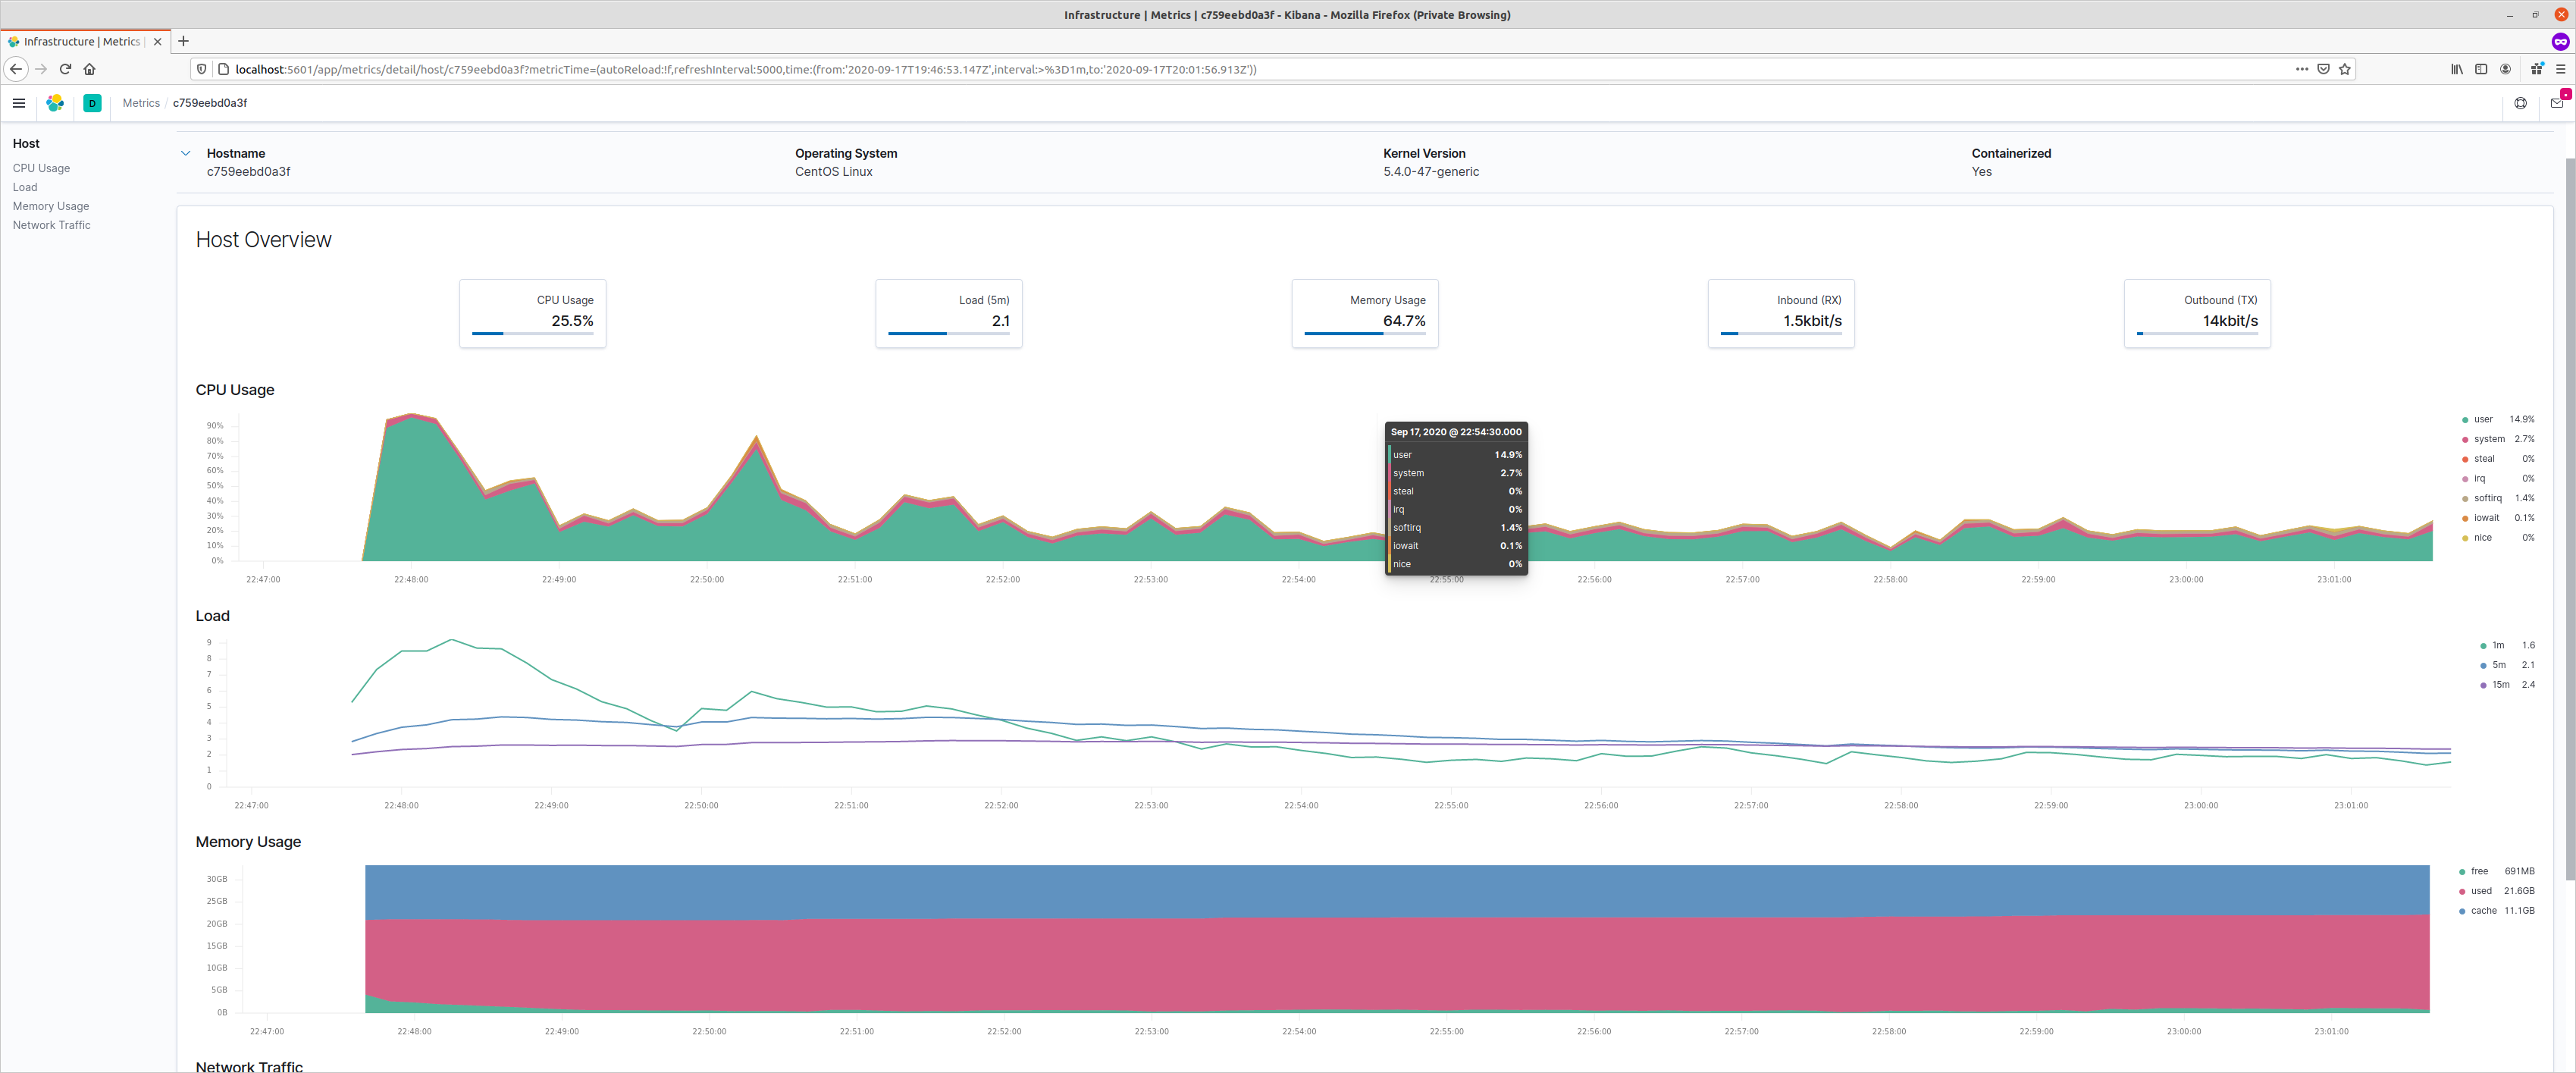 Infrastructure | Metrics | c759eebd0a3f - Kibana - Mozilla Firefox (Private Browsing)
Infrastructure | Metrics |
localhost:5601/app/metrics/detail/host/c759eebd0a3f?metricTime=(autoReload:!f,refreshInterval:5000,time:(from:'2020-09-17T19:46:53.147Z',interval:>%3D1m,to:'2020-09-17T20:01:56.913Z'))
D Metrics / c759eebd0a3f
Host
CPU Usage
Load
Memory Usage
Network Traffic
Hostname Operating System Kernel Version Containerized
c759eebd0a3f CentOS Linux 5.4.0-47-generic Yes
Host Overview
CPU Usage Load (5m) Memory Usage Inbound (RX) Outbound (TX)
25.5% 2.1 64.7% 1.5kbit/s 14kbit/s
CPU Usage
90%
80%
70%
60%
50%
40%
30%
20%
10%
0%
22:47:00 22:48:00 22:49:00 22:50:00 22:51:00 22:52:00 22:53:00 22:54:00 22:55:00 22:56:00 22:57:00 22:58:00 22:59:00 23:00:00 23:01:00
Sep 17, 2020 @ 22:54:30.000
user 14.9%
system 2.7%
steal 0%
irq 0%
softirq 1.4%
iowait 0.1%
nice 0%
user 14.9%
system 2.7%
steal 0%
irq 0%
softirq 1.4%
iowait 0.1%
nice 0%
Load
9
8
7
6
5
4
3
2
1
0
22:47:00 22:48:00 22:49:00 22:50:00 22:51:00 22:52:00 22:53:00 22:54:00 22:55:00 22:56:00 22:57:00 22:58:00 22:59:00 23:00:00 23:01:00
1m 1.6
5m 2.1
15m 2.4
Memory Usage
30GB
25GB
20GB
15GB
10GB
5GB
0B
22:47:00 22:48:00 22:49:00 22:50:00 22:51:00 22:52:00 22:53:00 22:54:00 22:55:00 22:56:00 22:57:00 22:58:00 22:59:00 23:00:00 23:01:00
free 691MB
used 21.6GB
cache 11.1GB
Network Traffic